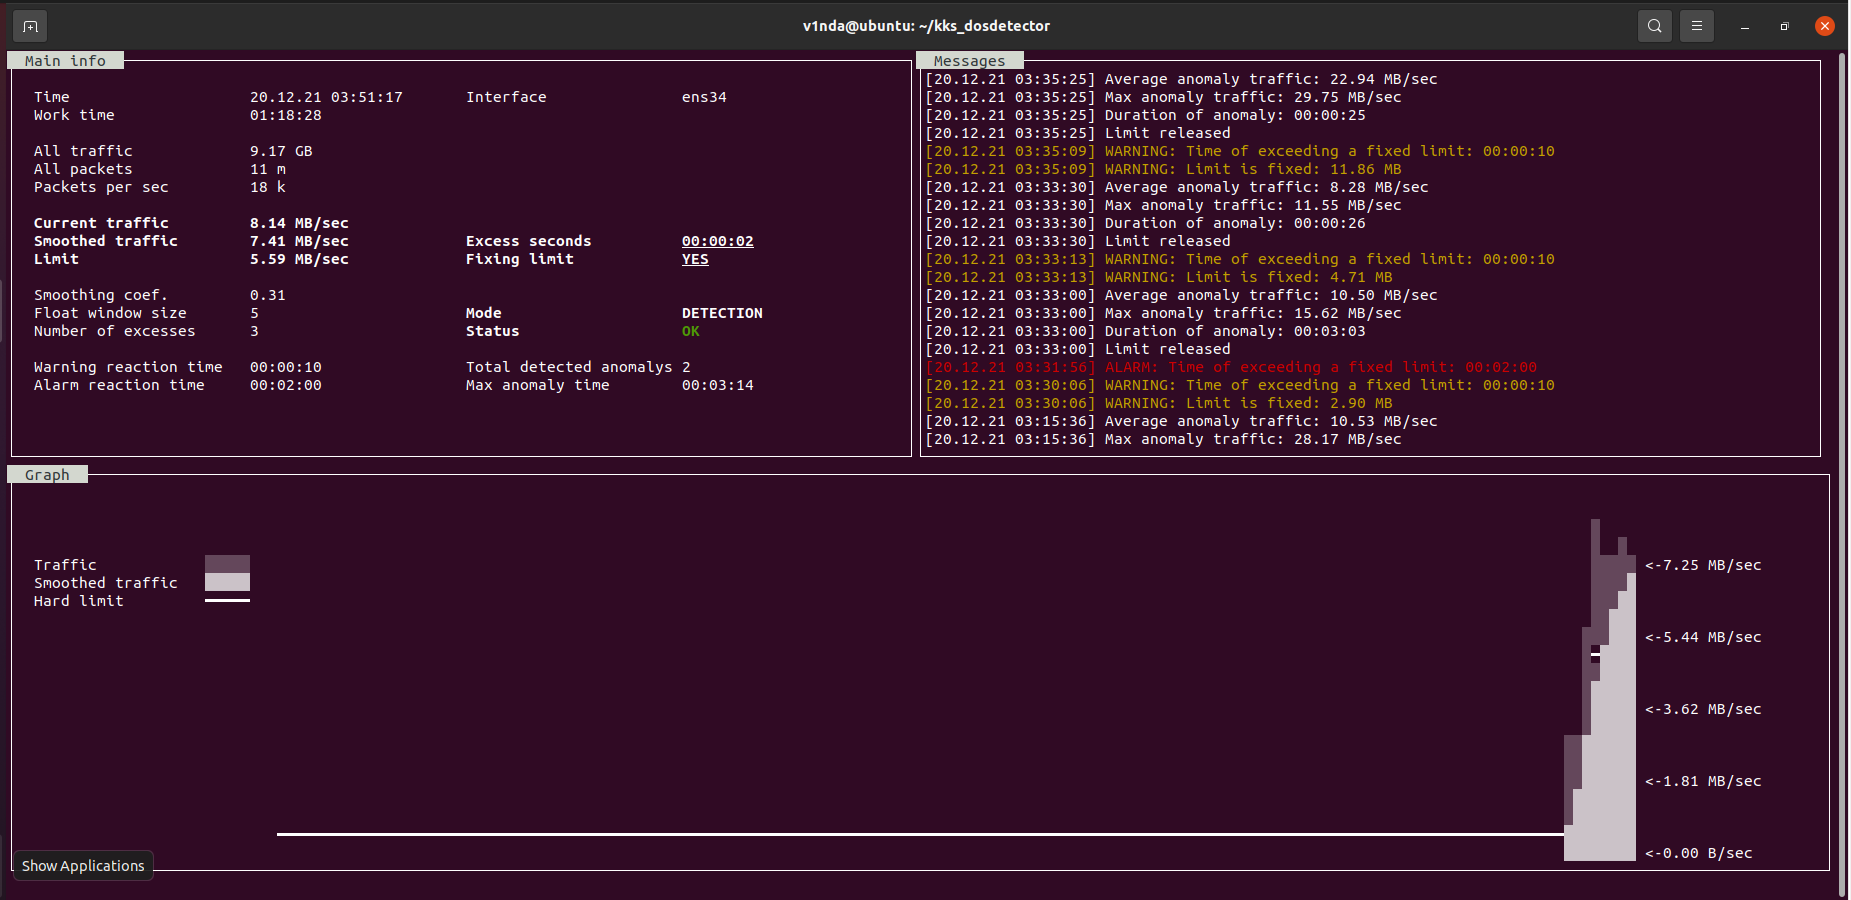 v1nda@ubuntu: ~/kks_dosdetector
Main info
Time 20.12.21 03:51:17 Interface ens34
Work time 01:18:28
All traffic 9.17 GB
All packets 11 m
Packets per sec 18 k
Current traffic 8.14 MB/sec
Smoothed traffic 7.41 MB/sec Excess seconds 00:00:02
Limit 5.59 MB/sec Fixing limit YES
Smoothing coef. 0.31
Float window size 5 Mode DETECTION
Number of excesses 3 Status OK
Warning reaction time 00:00:10 Total detected anomalys 2
Alarm reaction time 00:02:00 Max anomaly time 00:03:14
Messages
[20.12.21 03:35:25] Average anomaly traffic: 22.94 MB/sec
[20.12.21 03:35:25] Max anomaly traffic: 29.75 MB/sec
[20.12.21 03:35:25] Duration of anomaly: 00:00:25
[20.12.21 03:35:25] Limit released
[20.12.21 03:35:09] WARNING: Time of exceeding a fixed limit: 00:00:10
[20.12.21 03:35:09] WARNING: Limit is fixed: 11.86 MB
[20.12.21 03:33:30] Average anomaly traffic: 8.28 MB/sec
[20.12.21 03:33:30] Max anomaly traffic: 11.55 MB/sec
[20.12.21 03:33:30] Duration of anomaly: 00:00:26
[20.12.21 03:33:30] Limit released
[20.12.21 03:33:13] WARNING: Time of exceeding a fixed limit: 00:00:10
[20.12.21 03:33:13] WARNING: Limit is fixed: 4.71 MB
[20.12.21 03:33:00] Average anomaly traffic: 10.50 MB/sec
[20.12.21 03:33:00] Max anomaly traffic: 15.62 MB/sec
[20.12.21 03:33:00] Duration of anomaly: 00:03:03
[20.12.21 03:33:00] Limit released
[20.12.21 03:31:56] ALARM: Time of exceeding a fixed limit: 00:02:00
[20.12.21 03:30:06] WARNING: Time of exceeding a fixed limit: 00:00:10
[20.12.21 03:30:06] WARNING: Limit is fixed: 2.90 MB
[20.12.21 03:15:36] Average anomaly traffic: 10.53 MB/sec
[20.12.21 03:15:36] Max anomaly traffic: 28.17 MB/sec
Graph
Traffic
Smoothed traffic
Hard limit
<-7.25 MB/sec
<-5.44 MB/sec
<-3.62 MB/sec
<-1.81 MB/sec
<-0.00 B/sec
Show Applications